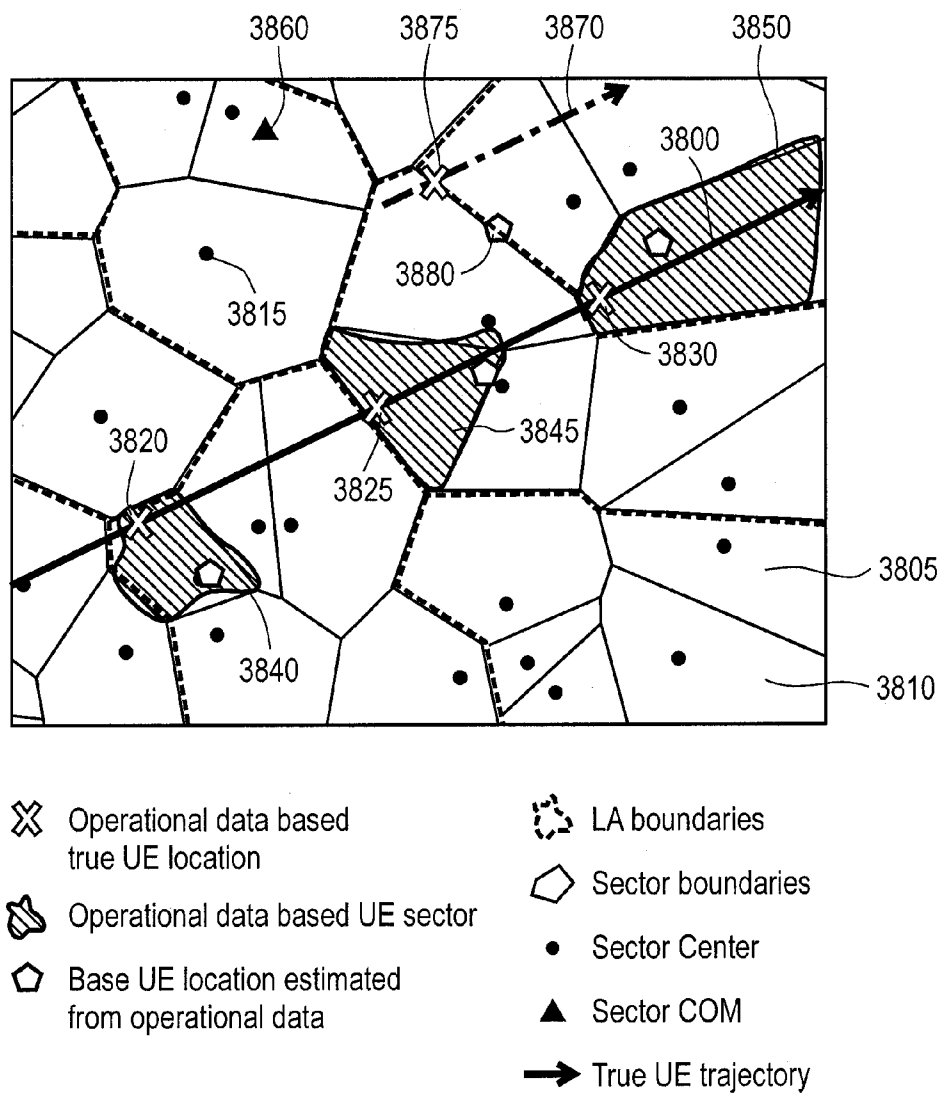 3860
3875
3870
3850
3800
3880
3815
3830
3820
3845
3825
3805
3840
3810
Operational data based
true UE location
Operational data based UE sector
Base UE location estimated
from operational data
LA boundaries
Sector boundaries
Sector Center
Sector COM
True UE trajectory